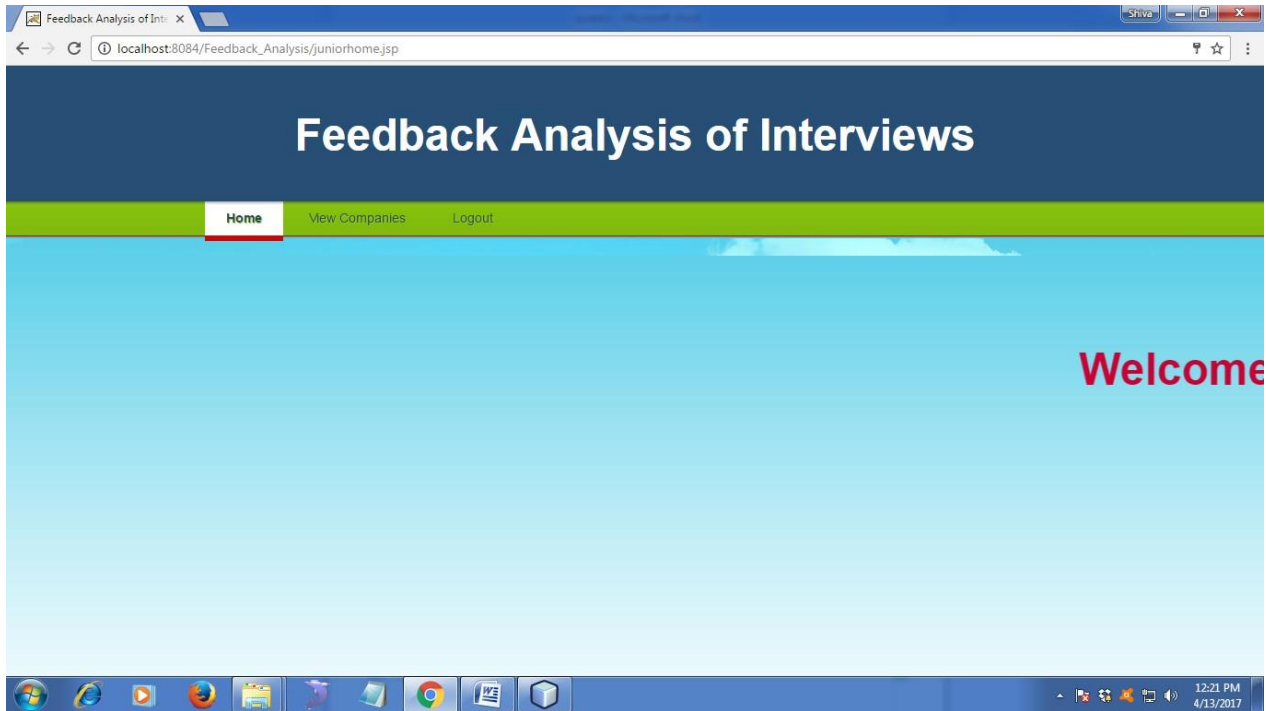 Feedback Analysis of Int
Shiva
localhost:8084/Feedback_Analysis/juniorhome.jsp
Feedback Analysis of Interviews
Home View Companies Logout
Welcome
12:21 PM
4/13/2017